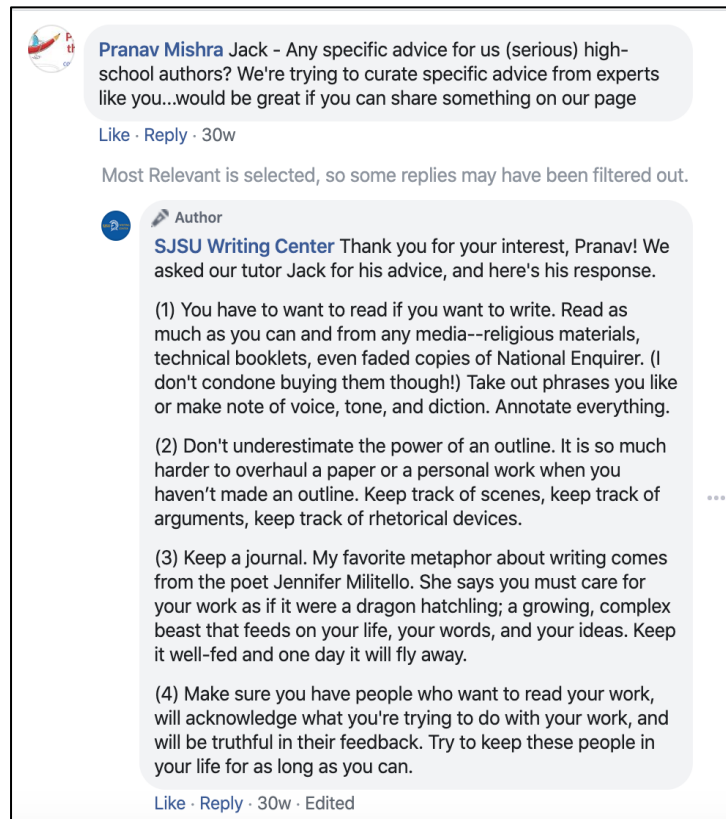 Pranav Mishra Jack - Any specific advice for us (serious) high-
school authors? We're trying to curate specific advice from experts
like you...would be great if you can share something on our page
Like · Reply · 30w
Most Relevant is selected, so some replies may have been filtered out.
Author
SJSU Writing Center Thank you for your interest, Pranav! We
asked our tutor Jack for his advice, and here's his response.
(1) You have to want to read if you want to write. Read as
much as you can and from any media--religious materials,
technical booklets, even faded copies of National Enquirer. (I
don't condone buying them though!) Take out phrases you like
or make note of voice, tone, and diction. Annotate everything.
(2) Don't underestimate the power of an outline. It is so much
harder to overhaul a paper or a personal work when you
haven’t made an outline. Keep track of scenes, keep track of
arguments, keep track of rhetorical devices.
(3) Keep a journal. My favorite metaphor about writing comes
from the poet Jennifer Militello. She says you must care for
your work as if it were a dragon hatchling; a growing, complex
beast that feeds on your life, your words, and your ideas. Keep
it well-fed and one day it will fly away.
(4) Make sure you have people who want to read your work,
will acknowledge what you're trying to do with your work, and
will be truthful in their feedback. Try to keep these people in
your life for as long as you can.
Like · Reply · 30w · Edited